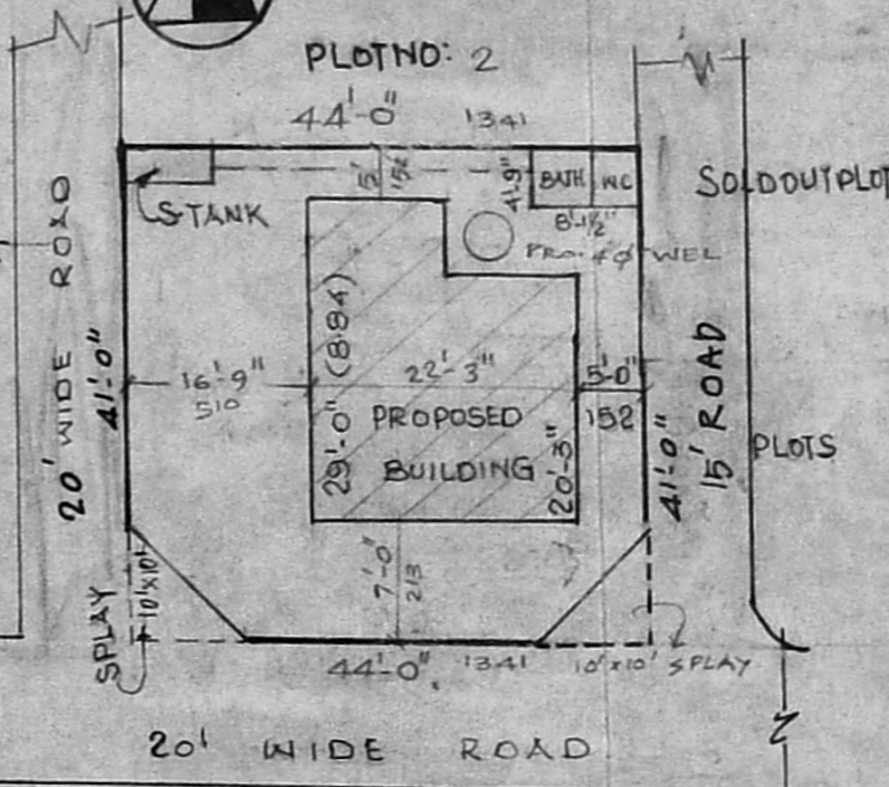 PLOT NO: 2
44'-0" 1341
S-TANK
5'
152
4'-9"
BATH
W.C
8'-1½"
PRO. 4'Ø WEL
SOLDOUT PLOT
20' WIDE ROAD
41'-0"
16'-9"
510
29'-0" (884)
22'-3"
PROPOSED
BUILDING
20'-3"
5'-0"
152
41'-0"
15' ROAD
PLOTS
7'-0"
213
SPLAY
10'X10'
44'-0" 1341
10'x10' SPLAY
20' WIDE ROAD